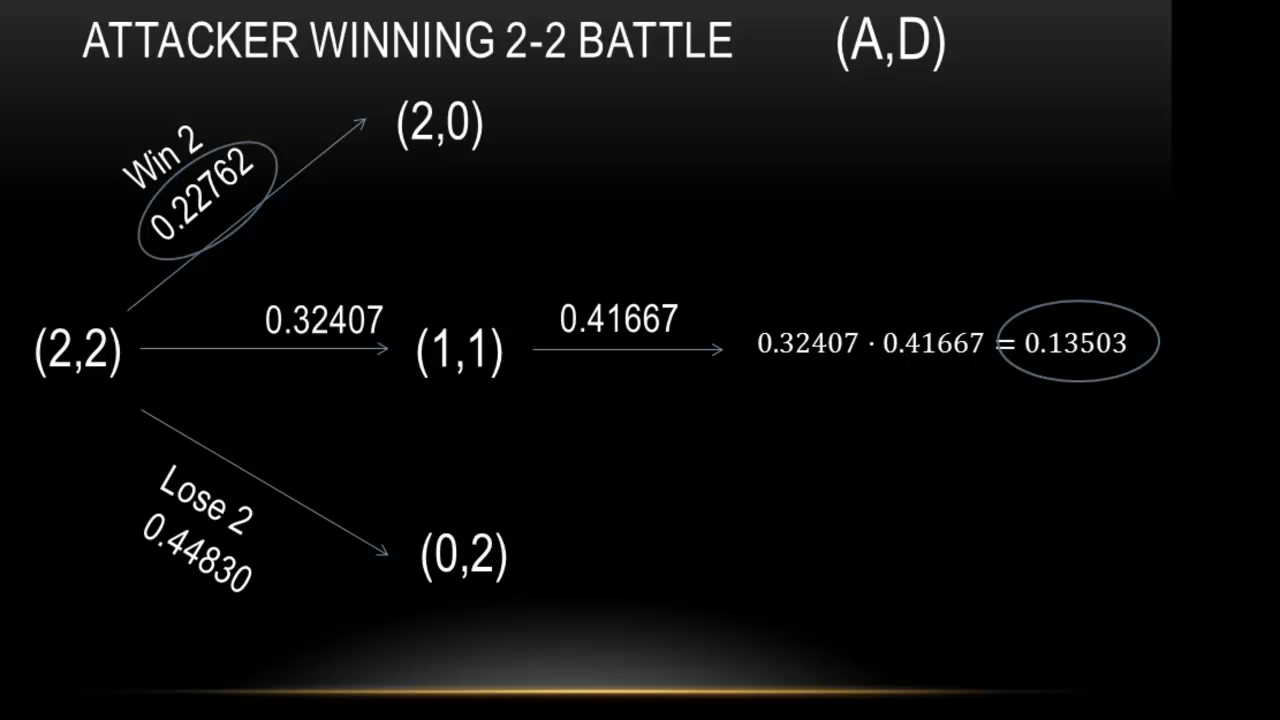 ATTACKER WINNING 2-2 BATTLE (A,D)
(2,0)
Win 2
0.22762
(2,2)
0.32407
(1,1)
0.41667
0.32407 · 0.41667 = 0.13503
Lose 2
0.44830
(0,2)